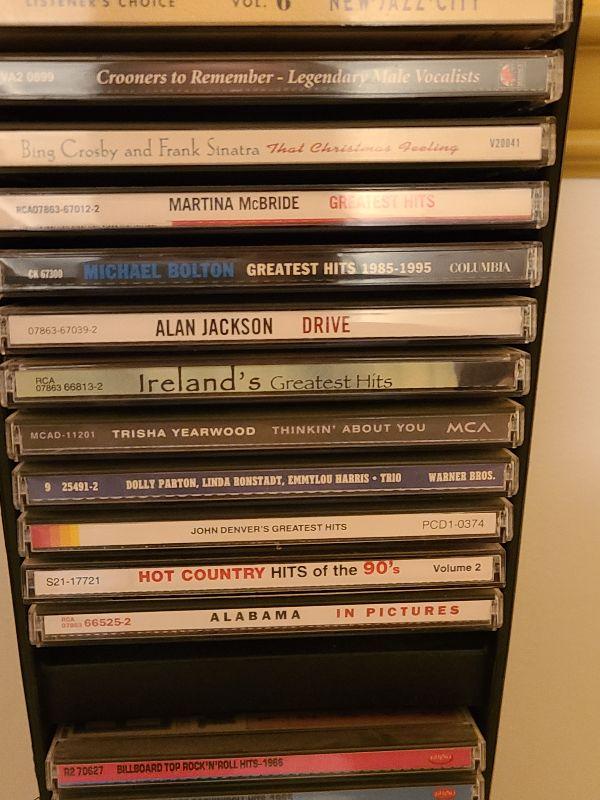 LISTENER'S CHOICE VOL. 6 NEW JAZZ CITY
VA2 0899 Crooners to Remember - Legendary Male Vocalists
Bing Crosby and Frank Sinatra That Christmas Feeling V20041
RCA07863-67012-2 MARTINA McBRIDE GREATEST HITS
CK 67300 MICHAEL BOLTON GREATEST HITS 1985-1995 COLUMBIA
07863-67039-2 ALAN JACKSON DRIVE
RCA 07863 66813-2 Ireland's Greatest Hits
MCAD-11201 TRISHA YEARWOOD THINKIN' ABOUT YOU MCA
9 25491-2 DOLLY PARTON, LINDA RONSTADT, EMMYLOU HARRIS • TRIO WARNER BROS.
JOHN DENVER'S GREATEST HITS PCD1-0374
S21-17721 HOT COUNTRY HITS of the 90's Volume 2
RCA 07863 66525-2 ALABAMA IN PICTURES
R2 70627 BILLBOARD TOP ROCK'N'ROLL HITS-1966